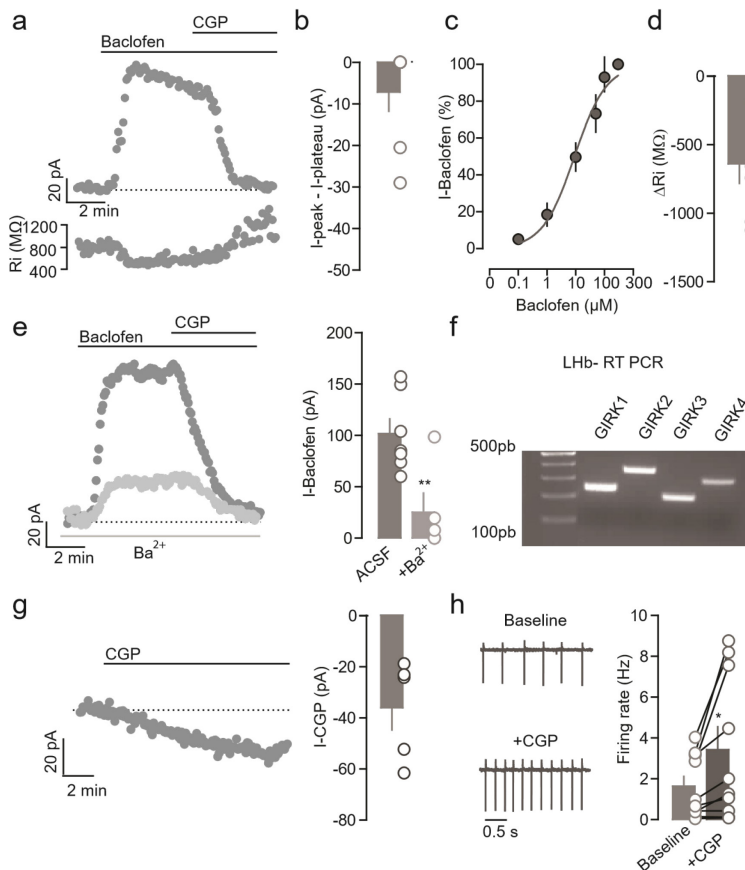 a
CGP
Baclofen
20 pA
2 min
Ri (MΩ)
1200
800
400
b
I-peak - I-plateau (pA)
0
-10
-20
-30
-40
-50
c
I-Baclofen (%)
100
80
60
40
20
0
0 0.1 1 10 100 300
Baclofen (µM)
d
ΔRi (MΩ)
0
-500
-1000
-1500
e
CGP
Baclofen
20 pA
2 min
Ba2+
I-Baclofen (pA)
200
150
100
50
0
**
ACSF
+Ba2+
f
LHb- RT PCR
GIRK1
GIRK2
GIRK3
GIRK4
500pb
100pb
g
CGP
20 pA
2 min
I-CGP (pA)
0
-20
-40
-60
-80
h
Baseline
+CGP
0.5 s
Firing rate (Hz)
10
8
6
4
2
0
*
Baseline
+CGP